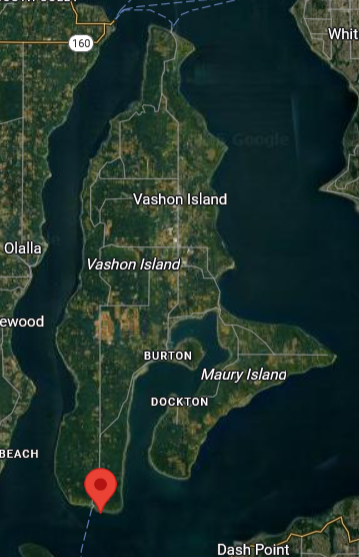 160
Whit
Vashon Island
Olalla
Vashon Island
ewood
BURTON
Maury Island
DOCKTON
BEACH
Dash Point